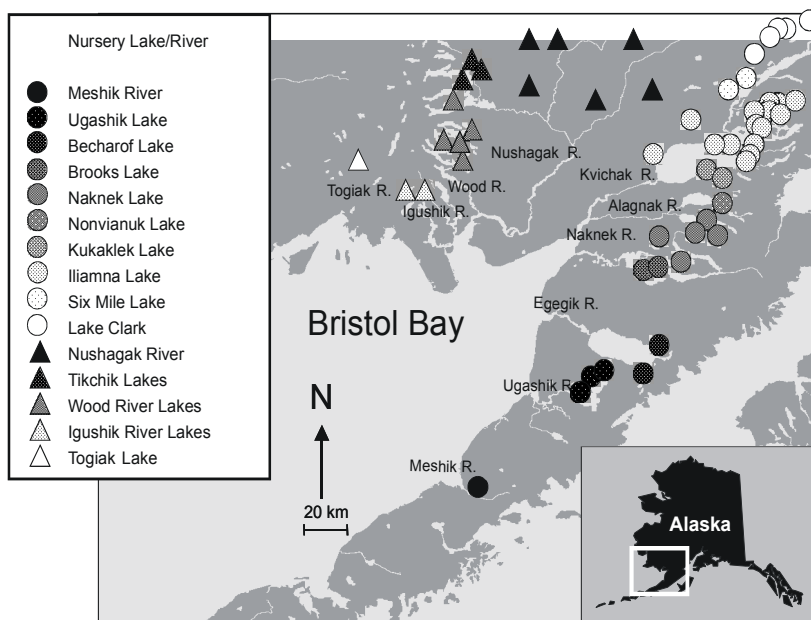 Nursery Lake/River
Meshik River
Ugashik Lake
Becharof Lake
Brooks Lake
Naknek Lake
Nonvianuk Lake
Kukaklek Lake
Iliamna Lake
Six Mile Lake
Lake Clark
Nushagak River
Tikchik Lakes
Wood River Lakes
Igushik River Lakes
Togiak Lake
Nushagak R.
Kvichak R.
Togiak R.
Wood R.
Igushik R.
Alagnak R.
Naknek R.
Egegik R.
Bristol Bay
Ugashik R.
N
Meshik R.
20 km
Alaska